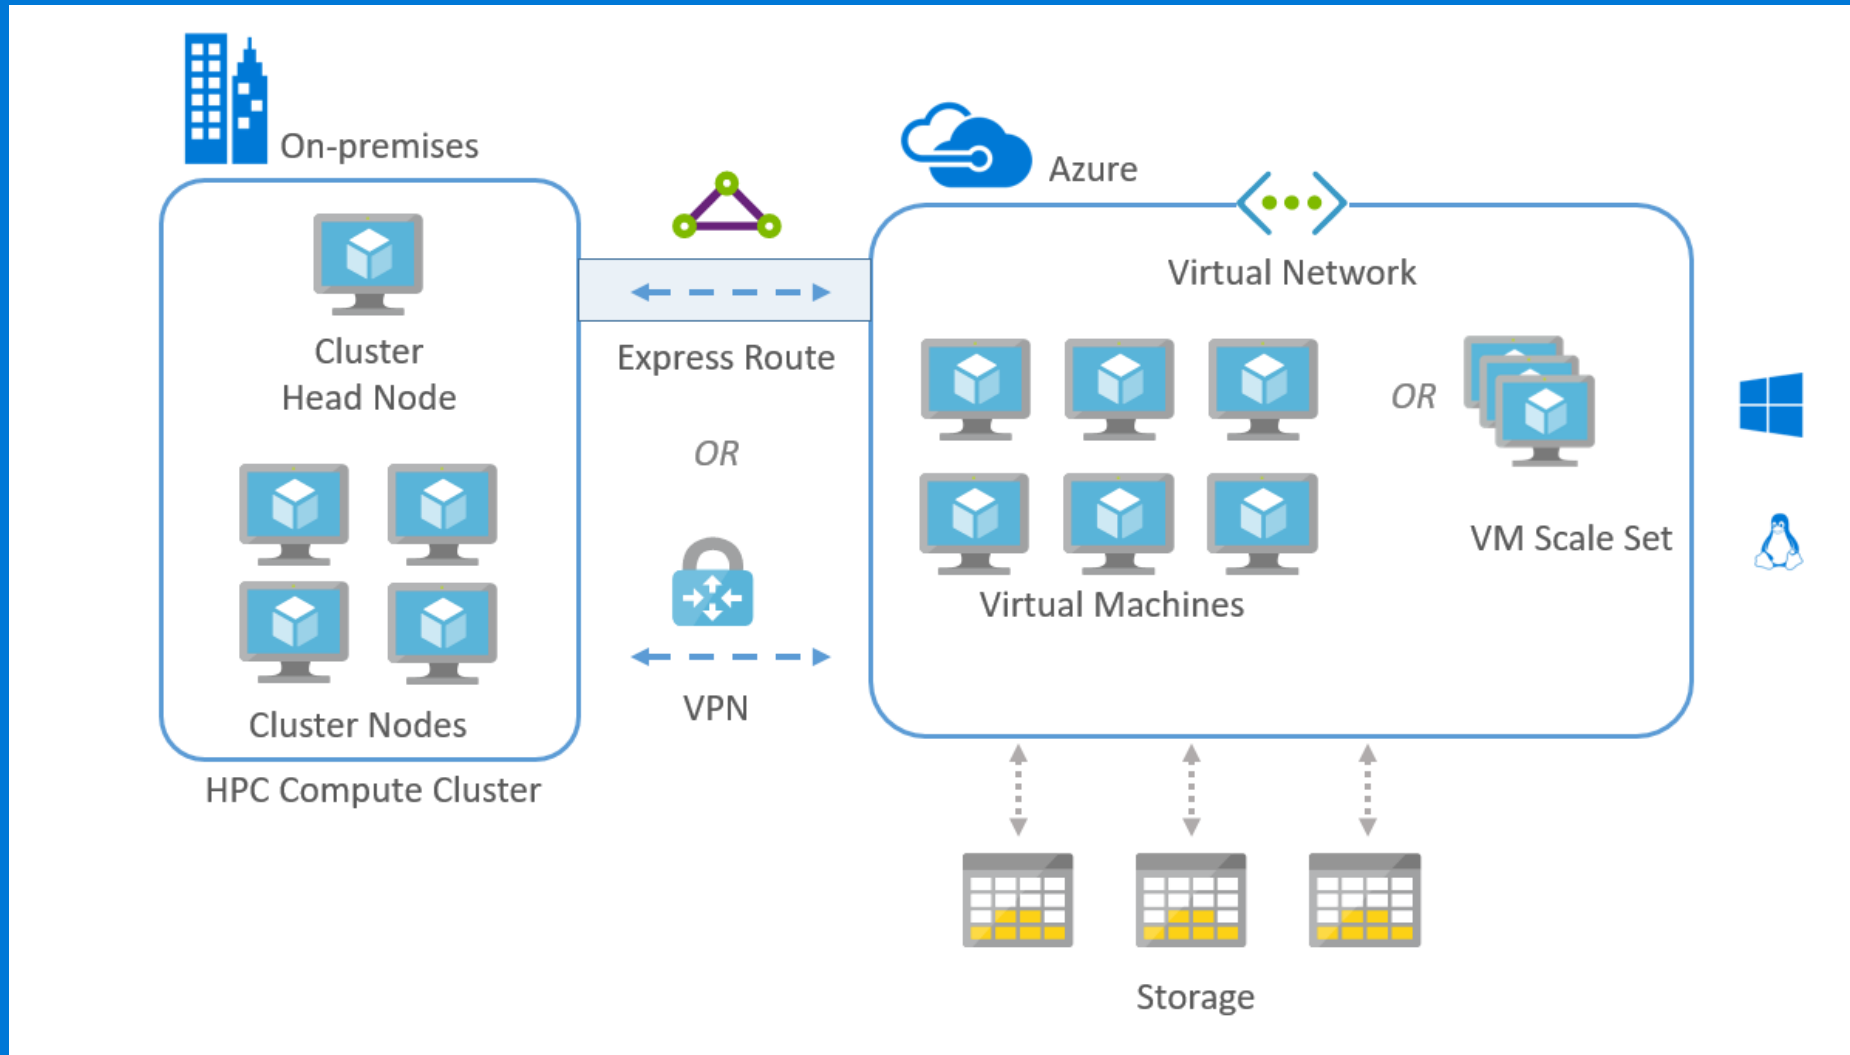 On-premises
Cluster
Head Node
Cluster Nodes
HPC Compute Cluster
Express Route
OR
VPN
Azure
Virtual Network
OR
Virtual Machines
VM Scale Set
Storage